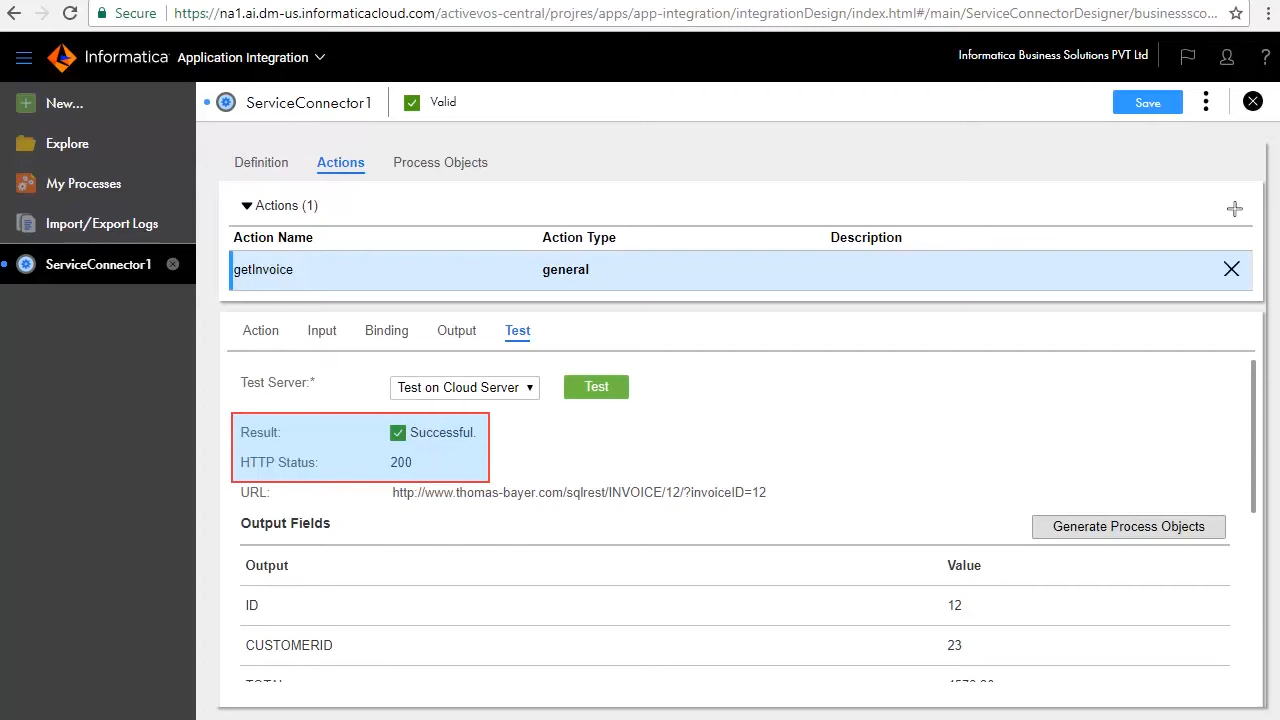 Secure https://na1.ai.dm-us.informaticacloud.com/activevos-central/projres/apps/app-integration/integrationDesign/index.html#/main/ServiceConnectorDesigner/businesssco...
Informatica Application Integration
Informatica Business Solutions PVT Ltd
?
New...
Explore
My Processes
Import/Export Logs
ServiceConnector1
ServiceConnector1 Valid
Save
Definition Actions Process Objects
Actions (1)
Action Name Action Type Description
getInvoice general
Action Input Binding Output Test
Test Server:* Test on Cloud Server Test
Result: Successful.
HTTP Status: 200
URL: http://www.thomas-bayer.com/sqlrest/INVOICE/12/?invoiceID=12
Output Fields Generate Process Objects
Output Value
ID 12
CUSTOMERID 23
TOTAL